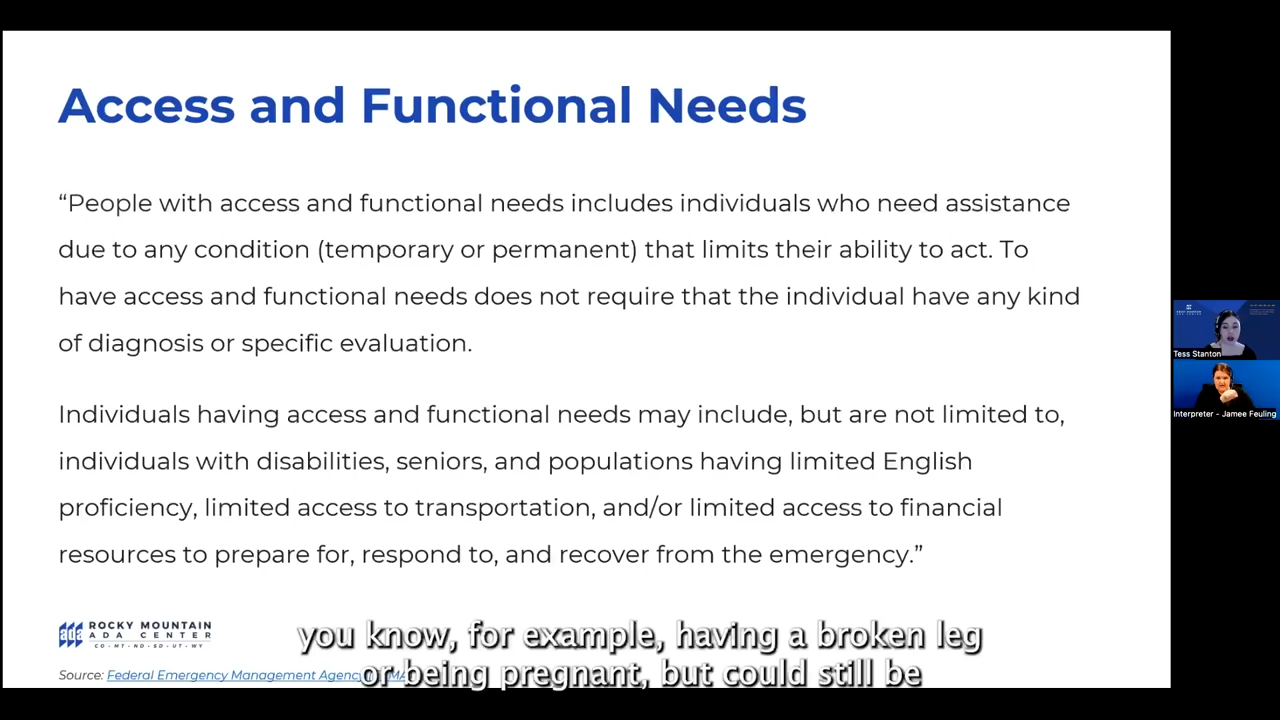 Access and Functional Needs
“People with access and functional needs includes individuals who need assistance
due to any condition (temporary or permanent) that limits their ability to act. To
have access and functional needs does not require that the individual have any kind
of diagnosis or specific evaluation.
Individuals having access and functional needs may include, but are not limited to,
individuals with disabilities, seniors, and populations having limited English
proficiency, limited access to transportation, and/or limited access to financial
resources to prepare for, respond to, and recover from the emergency.”
Tess Stanton
Interpreter - Jamee Feuling
ada
ROCKY MOUNTAIN
ADA CENTER
CO • MT • ND • SD • UT • WY
you know, for example, having a broken leg
or being pregnant, but could still be
Source: Federal Emergency Management Agency